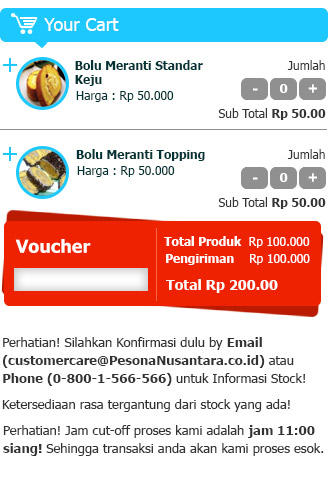 Your Cart
Bolu Meranti Standar
Keju
Harga : Rp 50.000
Jumlah
- 0 +
Sub Total Rp 50.00
Bolu Meranti Topping
Harga : Rp 50.000
Jumlah
- 0 +
Sub Total Rp 50.00
Voucher
Total Produk Rp 100.000
Pengiriman Rp 100.000
Total Rp 200.00
Perhatian! Silahkan Konfirmasi dulu by Email
(customercare@PesonaNusantara.co.id) atau
Phone (0-800-1-566-566) untuk Informasi Stock!
Ketersediaan rasa tergantung dari stock yang ada!
Perhatian! Jam cut-off proses kami adalah jam 11:00
siang! Sehingga transaksi anda akan kami proses esok.